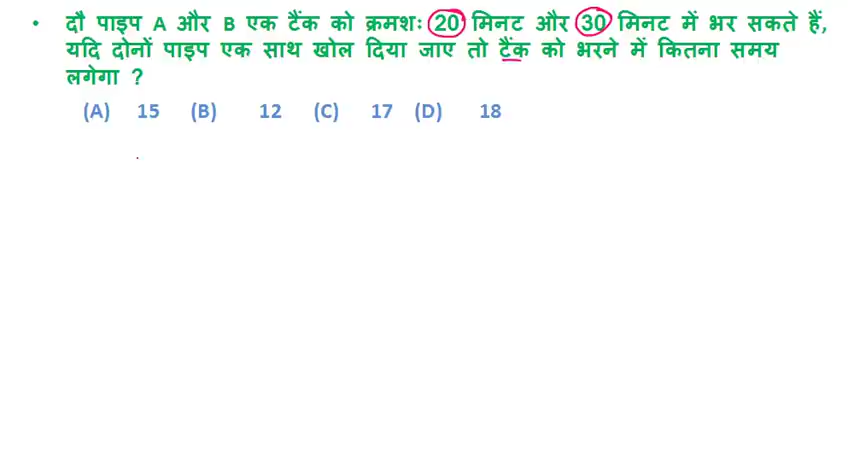 • दौ पाइप A और B एक टैंक को क्रमशः 20 मिनट और 30 मिनट में भर सकते हैं,
यदि दोनों पाइप एक साथ खोल दिया जाए तो टैंक को भरने में कितना समय
लगेगा ?
(A) 15 (B) 12 (C) 17 (D) 18